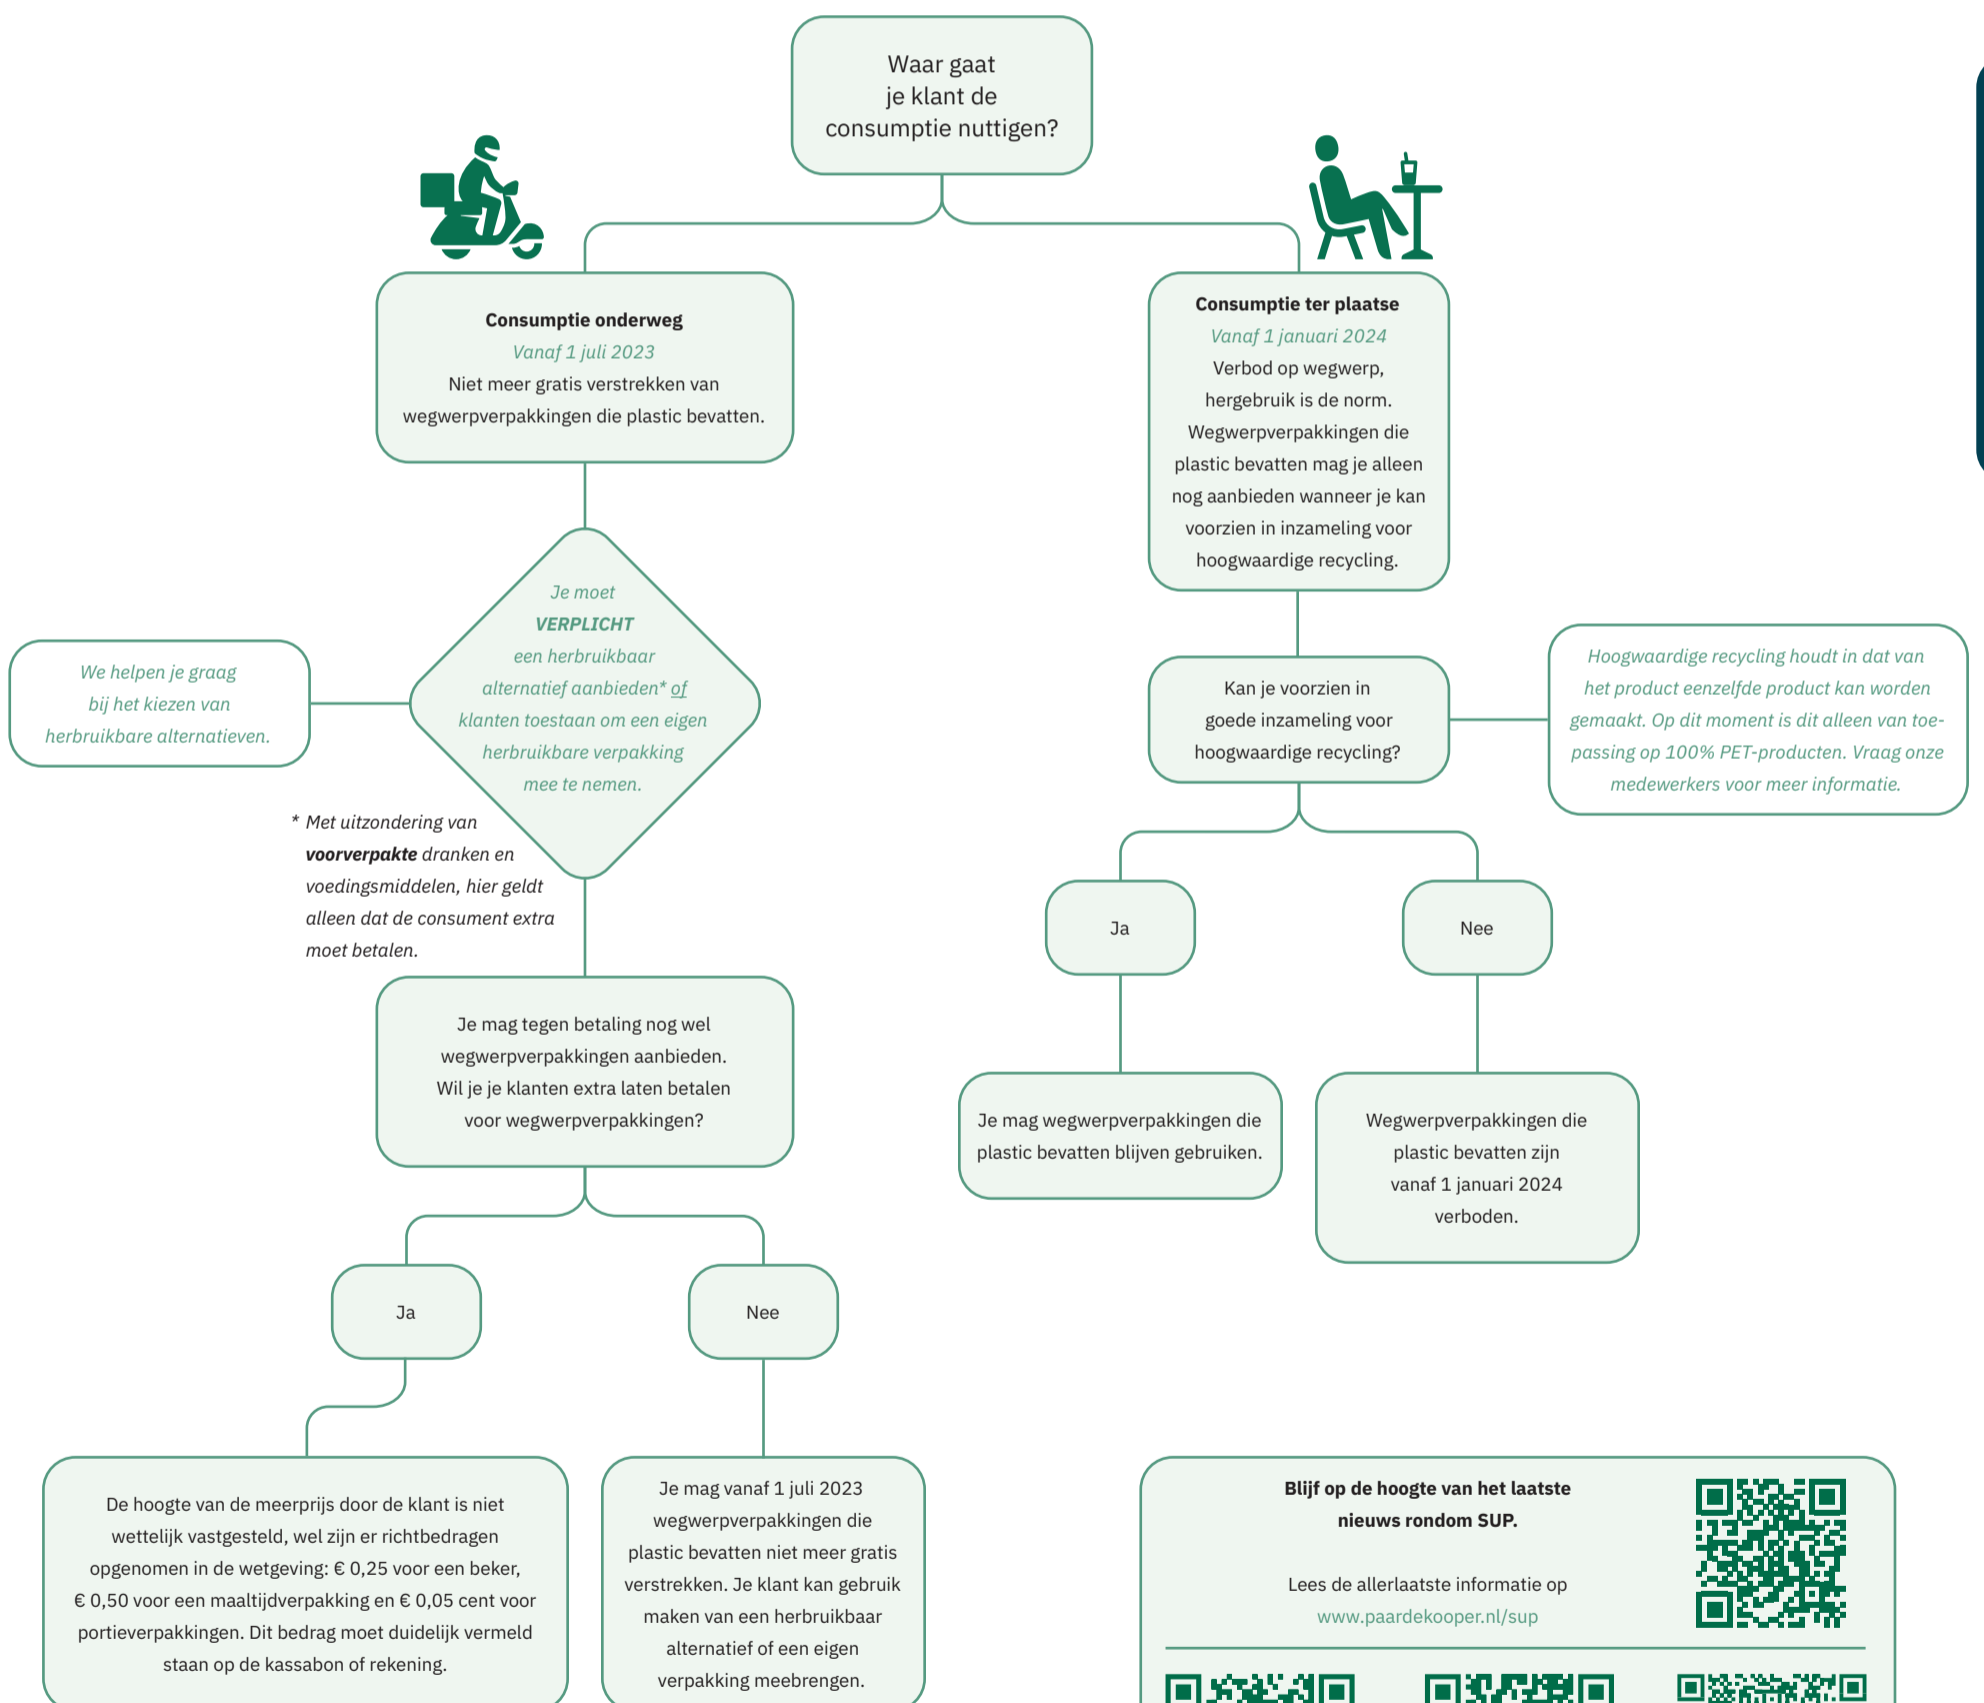 Waar gaat
je klant de
consumptie nuttigen?
Consumptie onderweg
Vanaf 1 juli 2023
Niet meer gratis verstrekken van
wegwerpverpakkingen die plastic bevatten.
Je moet
VERPLICHT
een herbruikbaar
alternatief aanbieden* of
klanten toestaan om een eigen
herbruikbare verpakking
mee te nemen.
We helpen je graag
bij het kiezen van
herbruikbare alternatieven.
* Met uitzondering van
voorverpakte dranken en
voedingsmiddelen, hier geldt
alleen dat de consument extra
moet betalen.
Je mag tegen betaling nog wel
wegwerpverpakkingen aanbieden.
Wil je je klanten extra laten betalen
voor wegwerpverpakkingen?
Ja
Nee
De hoogte van de meerprijs door de klant is niet
wettelijk vastgesteld, wel zijn er richtbedragen
opgenomen in de wetgeving: € 0,25 voor een beker,
€ 0,50 voor een maaltijdverpakking en € 0,05 cent voor
portieverpakkingen. Dit bedrag moet duidelijk vermeld
staan op de kassabon of rekening.
Je mag vanaf 1 juli 2023
wegwerpverpakkingen die
plastic bevatten niet meer gratis
verstrekken. Je klant kan gebruik
maken van een herbruikbaar
alternatief of een eigen
verpakking meebrengen.
Consumptie ter plaatse
Vanaf 1 januari 2024
Verbod op wegwerp,
hergebruik is de norm.
Wegwerpverpakkingen die
plastic bevatten mag je alleen
nog aanbieden wanneer je kan
voorzien in inzameling voor
hoogwaardige recycling.
Kan je voorzien in
goede inzameling voor
hoogwaardige recycling?
Hoogwaardige recycling houdt in dat van
het product eenzelfde product kan worden
gemaakt. Op dit moment is dit alleen van toe-
passing op 100% PET-producten. Vraag onze
medewerkers voor meer informatie.
Ja
Nee
Je mag wegwerpverpakkingen die
plastic bevatten blijven gebruiken.
Wegwerpverpakkingen die
plastic bevatten zijn
vanaf 1 januari 2024
verboden.
Blijf op de hoogte van het laatste
nieuws rondom SUP.
Lees de allerlaatste informatie op
www.paardekooper.nl/sup